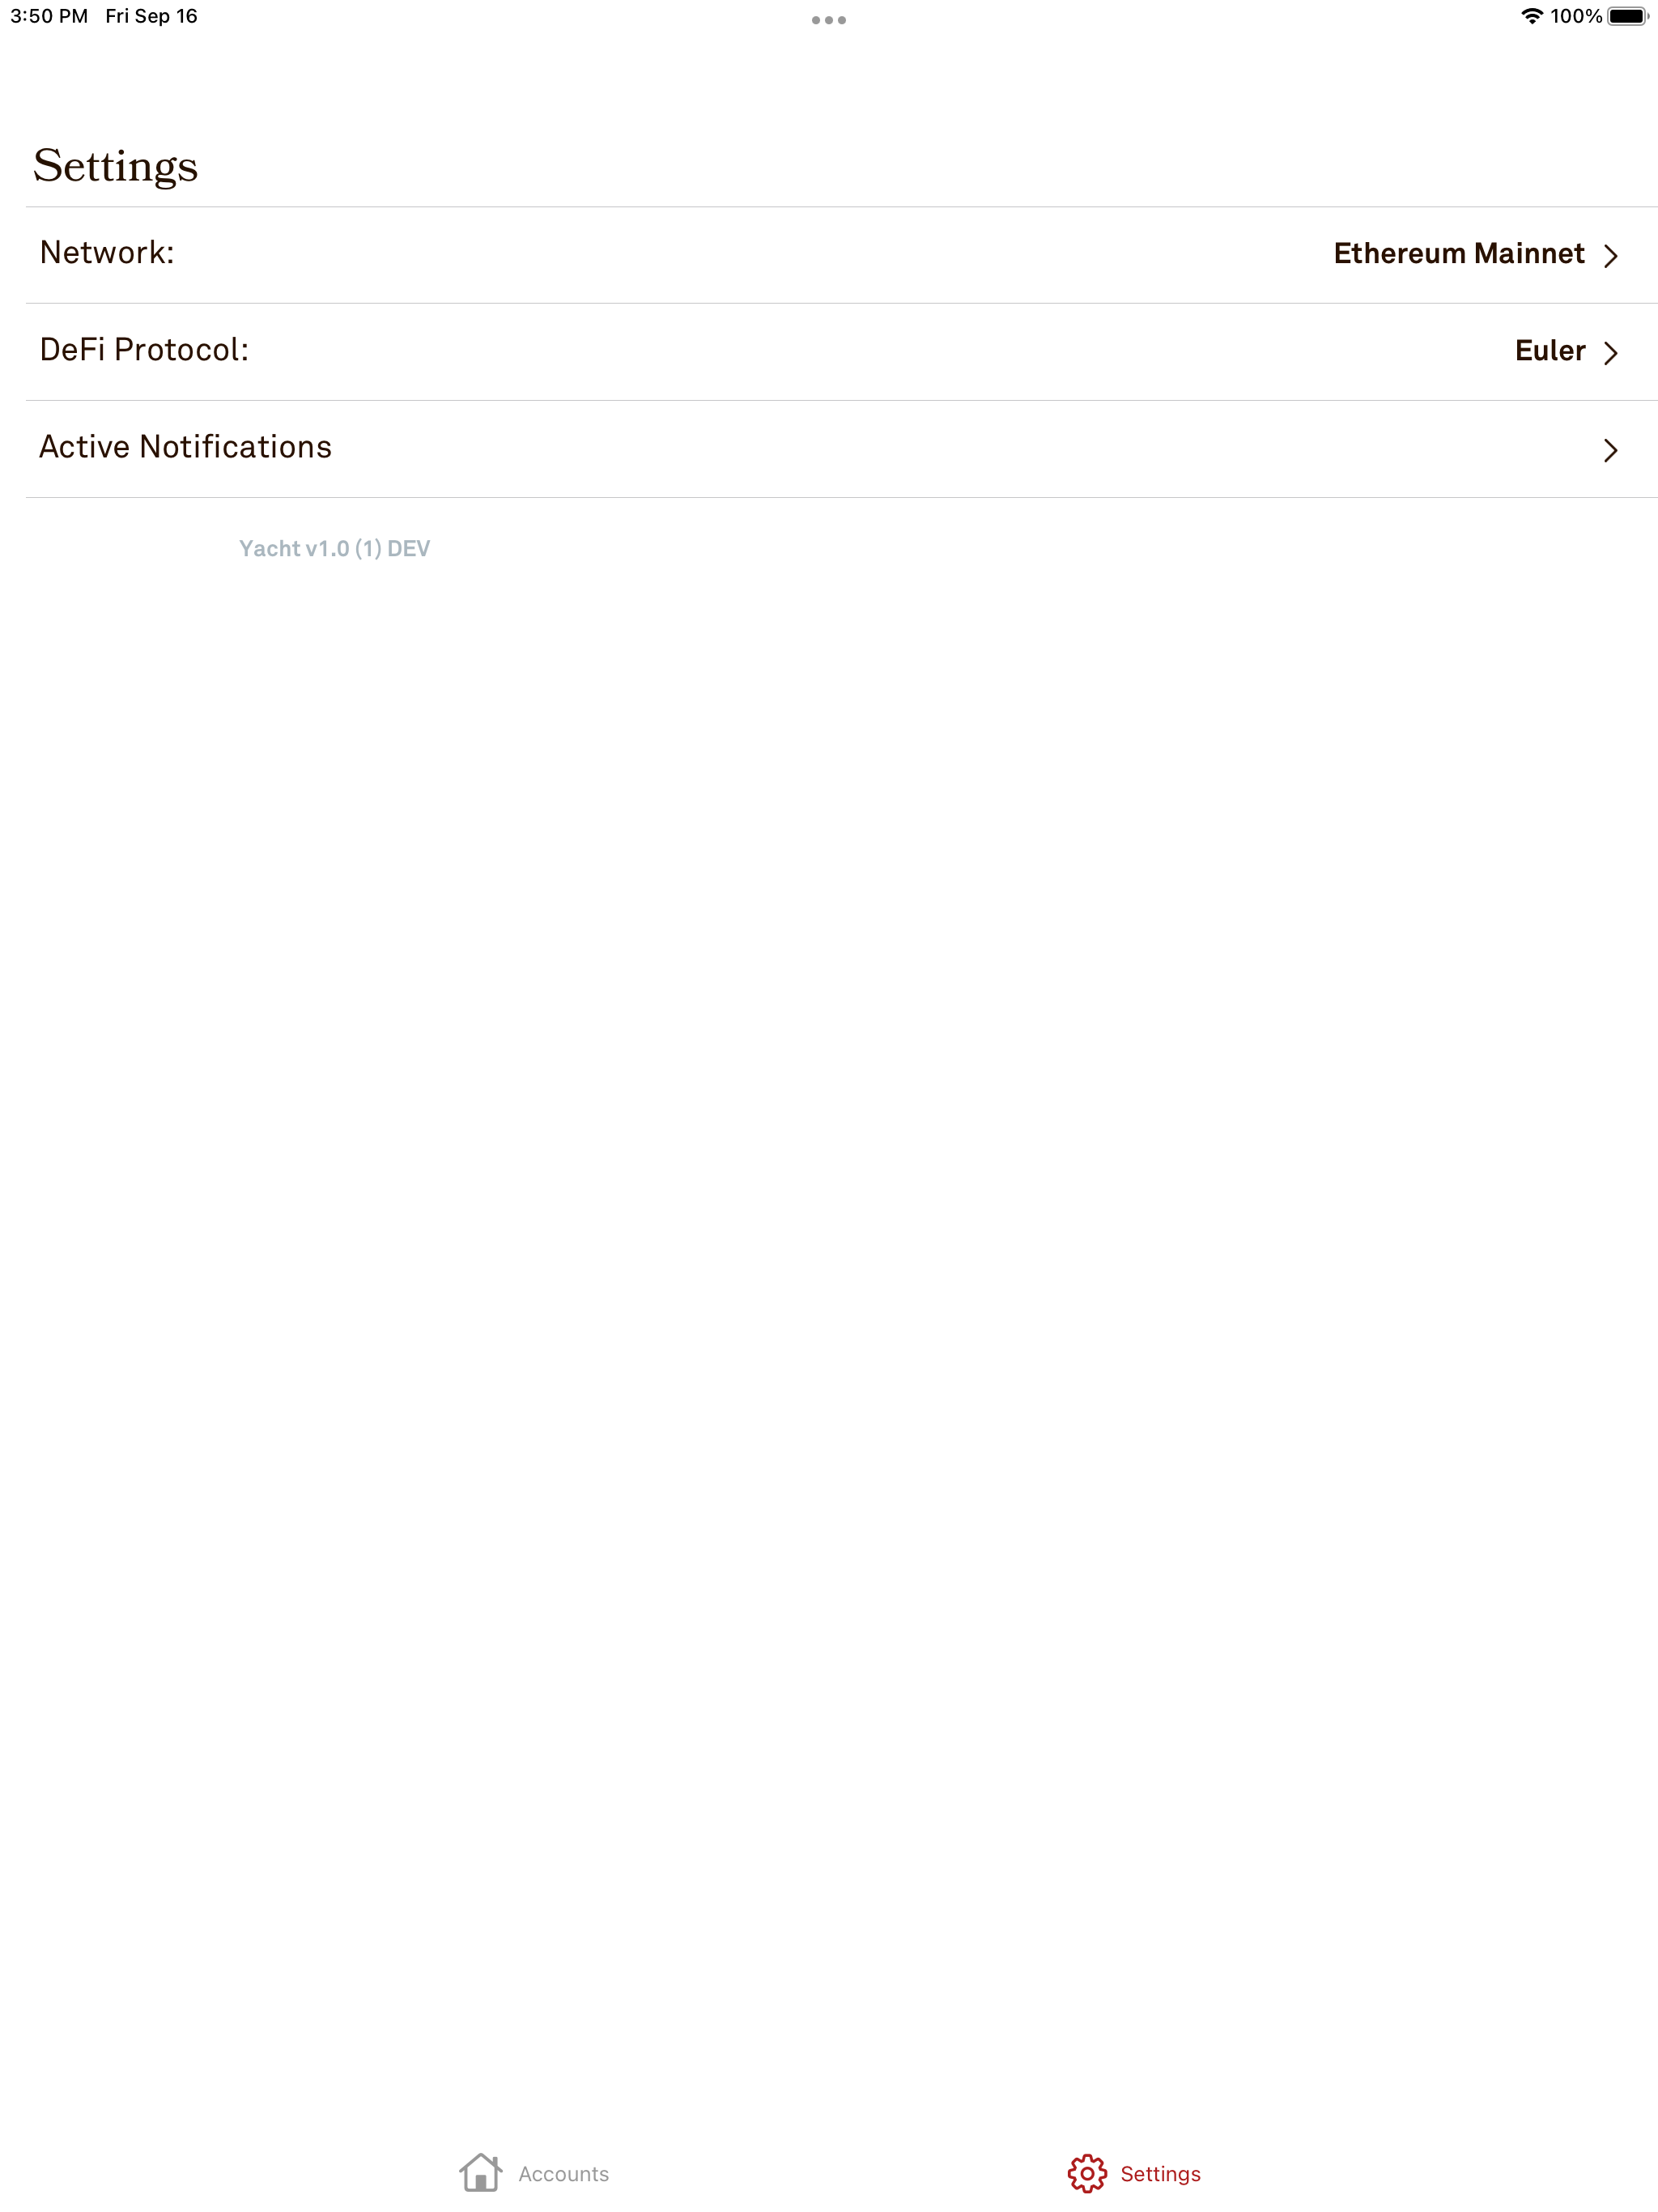 3:50 PM Fri Sep 16
100%
Settings
Network:
Ethereum Mainnet
DeFi Protocol:
Euler
Active Notifications
Yacht v1.0 (1) DEV
Accounts
Settings